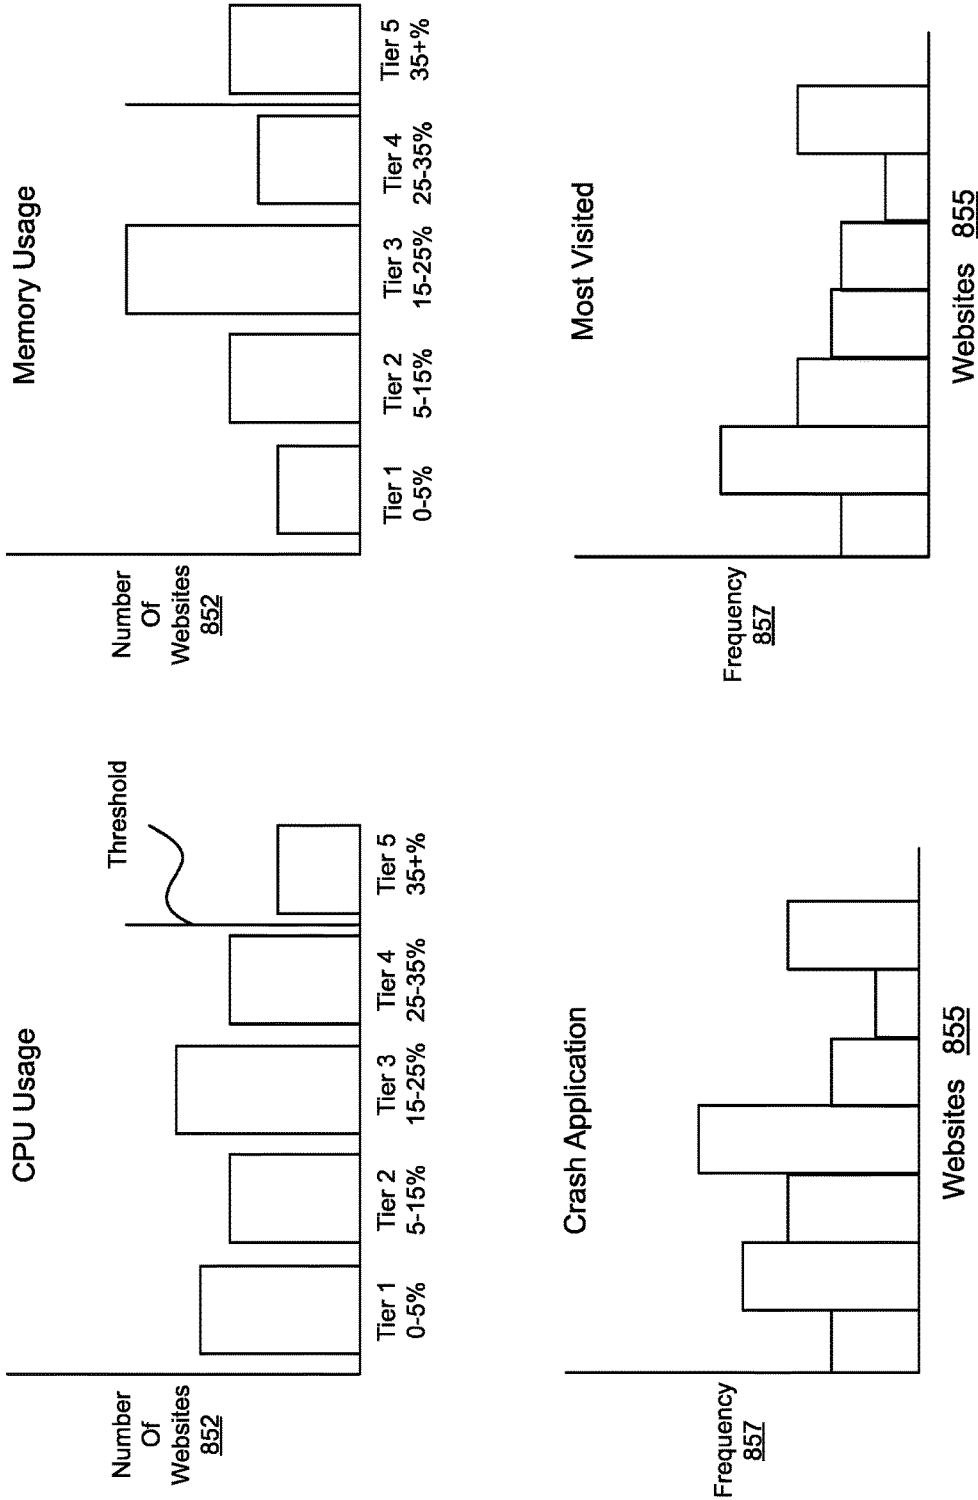 CPU Usage
Number
Of
Websites
852
Threshold
Tier 1
0-5%
Tier 2
5-15%
Tier 3
15-25%
Tier 4
25-35%
Tier 5
35+%
Memory Usage
Number
Of
Websites
852
Tier 1
0-5%
Tier 2
5-15%
Tier 3
15-25%
Tier 4
25-35%
Tier 5
35+%
Crash Application
Frequency
857
Websites 855
Most Visited
Frequency
857
Websites 855